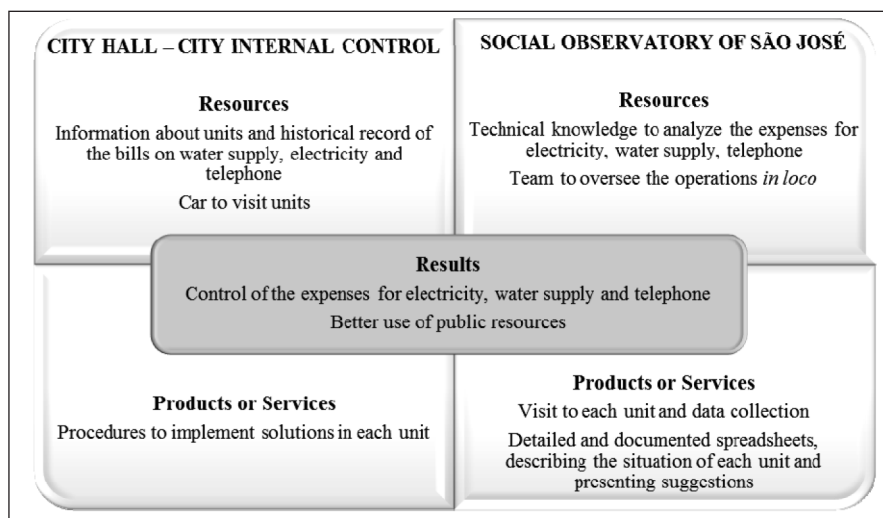 CITY HALL – CITY INTERNAL CONTROL
Resources
Information about units and historical record of
the bills on water supply, electricity and
telephone
Car to visit units
SOCIAL OBSERVATORY OF SÃO JOSÉ
Resources
Technical knowledge to analyze the expenses for
electricity, water supply, telephone
Team to oversee the operations in loco
Results
Control of the expenses for electricity, water supply and telephone
Better use of public resources
Products or Services
Procedures to implement solutions in each unit
Products or Services
Visit to each unit and data collection
Detailed and documented spreadsheets,
describing the situation of each unit and
presenting suggestions